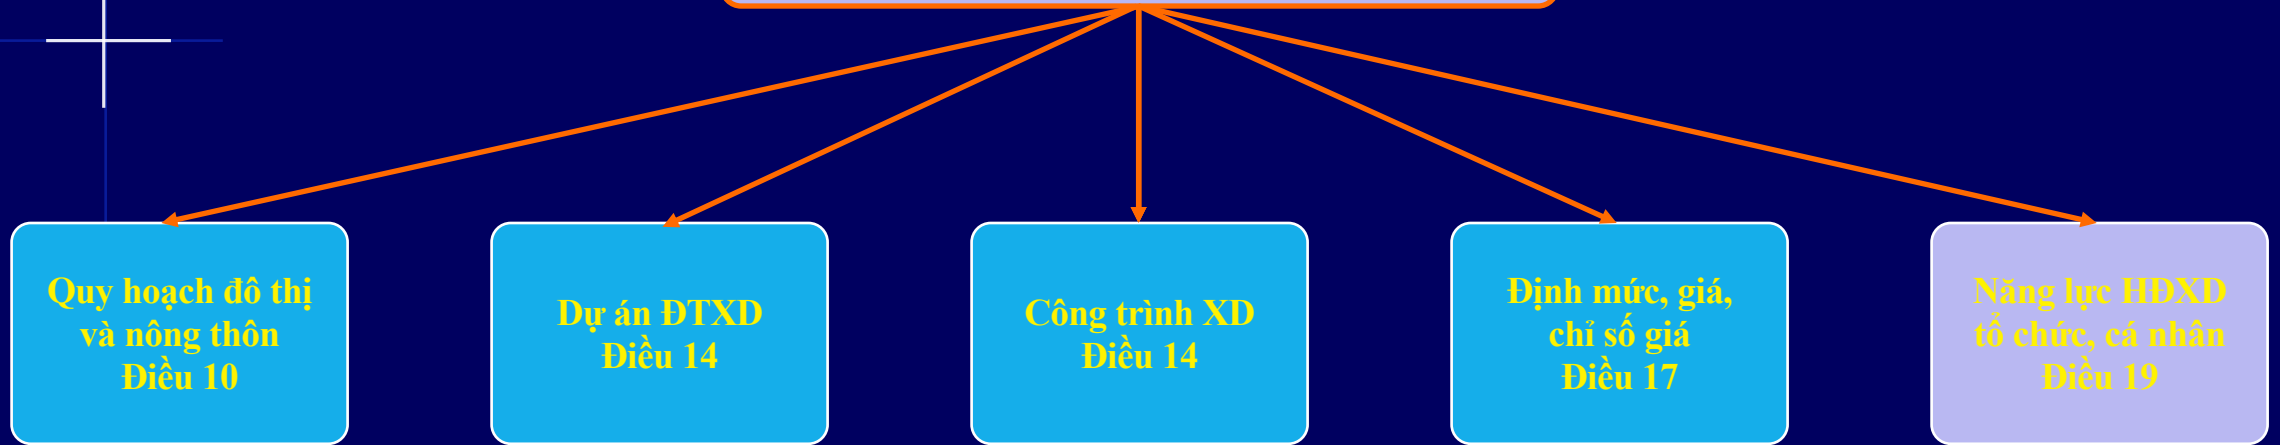 Quy hoạch đô thị
và nông thôn
Điều 10
Dự án ĐTXD
Điều 14
Công trình XD
Điều 14
Định mức, giá,
chỉ số giá
Điều 17
Năng lực HĐXD
tổ chức, cá nhân
Điều 19